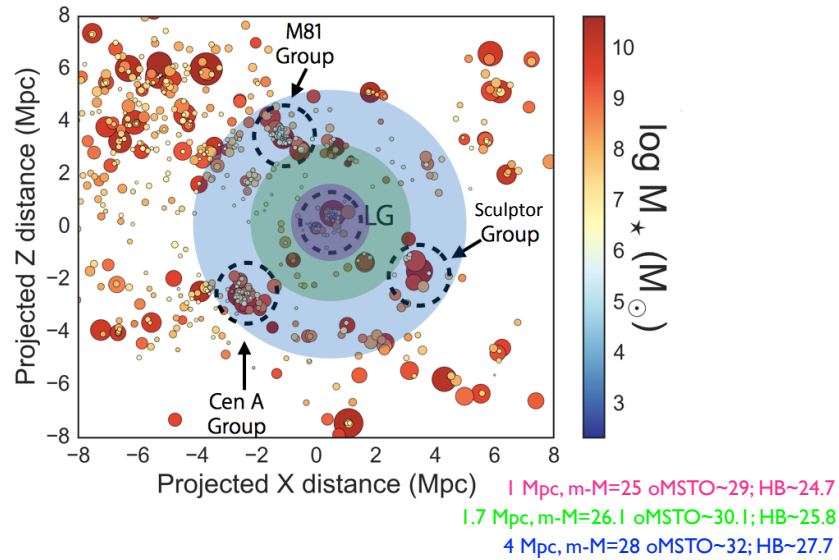 8
6
4
2
0
−2
−4
−6
−8
Projected Z distance (Mpc)
M81
Group
LG
Sculptor
Group
Cen A
Group
−8 −6 −4 −2 0 2 4 6 8
Projected X distance (Mpc)
10
9
8
7
6
5
4
3
log M★ (M☉)
1 Mpc, m-M=25 oMSTO~29; HB~24.7
1.7 Mpc, m-M=26.1 oMSTO~30.1; HB~25.8
4 Mpc, m-M=28 oMSTO~32; HB~27.7